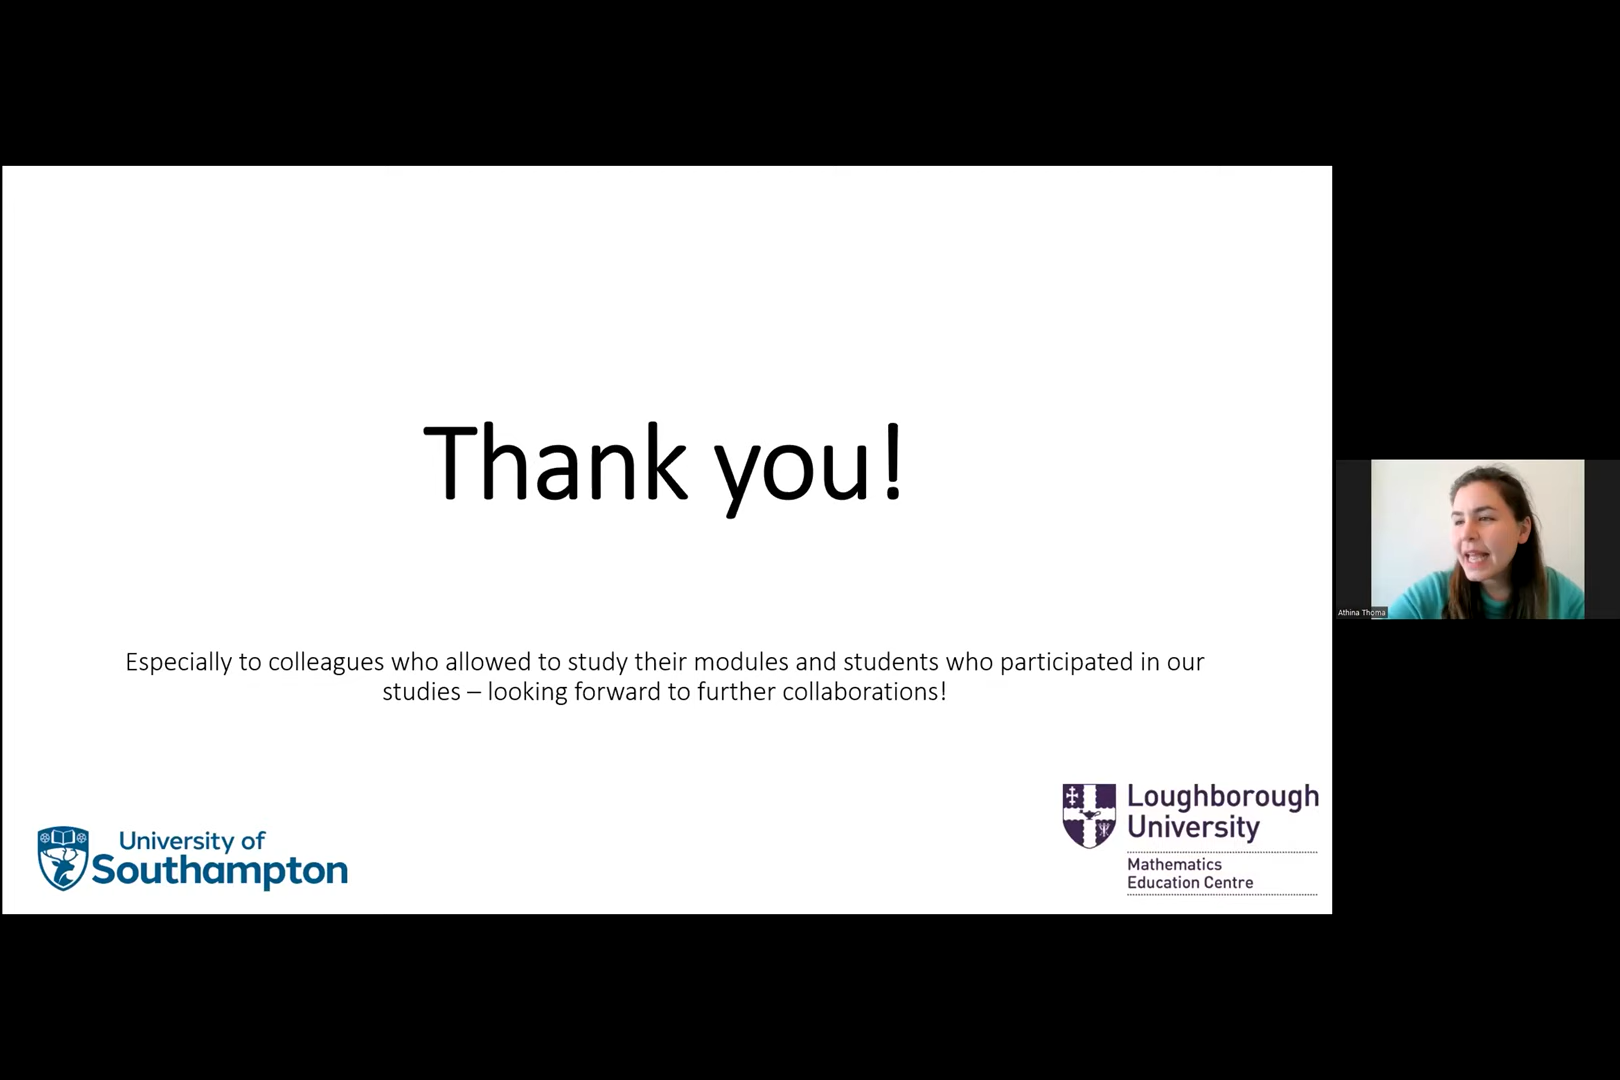 Thank you!
Especially to colleagues who allowed to study their modules and students who participated in our
studies – looking forward to further collaborations!
University of
Southampton
Loughborough
University
Mathematics
Education Centre
Athina Thoma